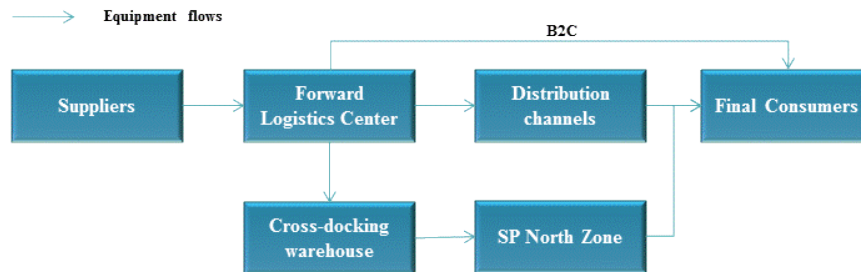 Equipment flows
B2C
Suppliers
Forward
Logistics Center
Distribution
channels
Final Consumers
Cross-docking
warehouse
SP North Zone